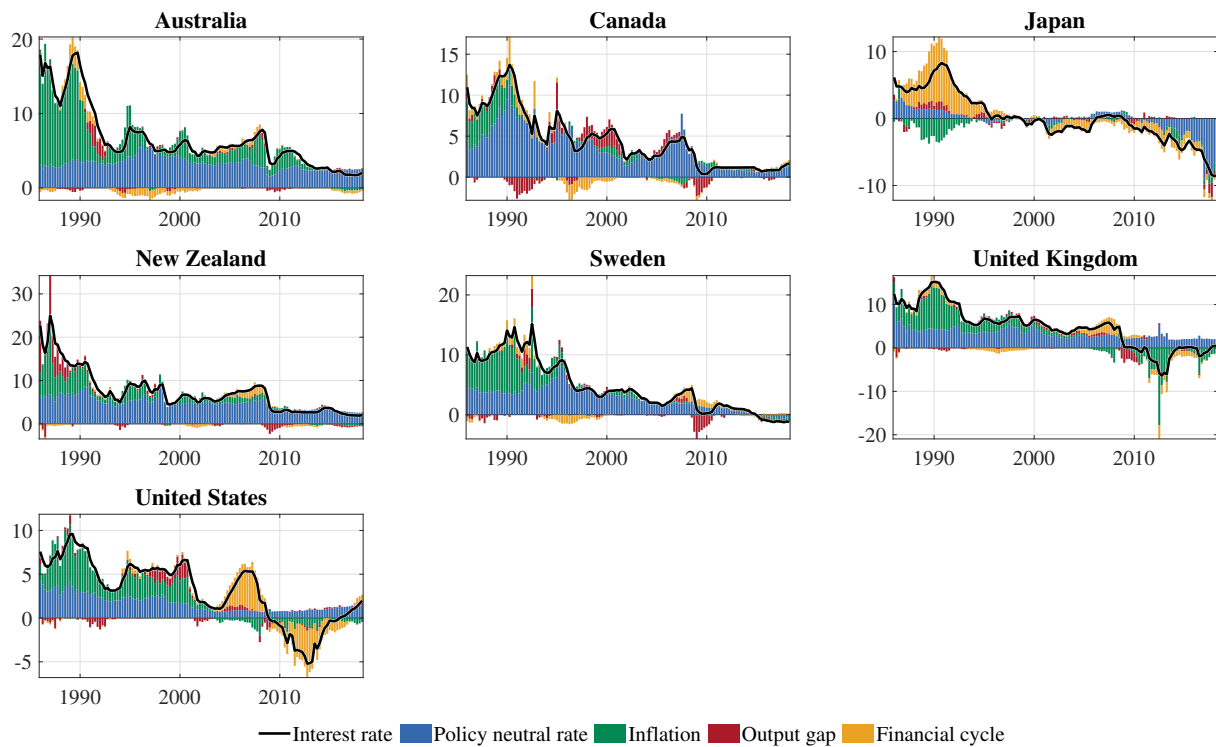 Australia
20
10
0
1990 2000 2010
Canada
15
10
5
0
1990 2000 2010
Japan
10
0
-10
1990 2000 2010
New Zealand
30
20
10
0
1990 2000 2010
Sweden
20
10
0
1990 2000 2010
United Kingdom
10
0
-10
-20
1990 2000 2010
United States
10
5
0
-5
1990 2000 2010
Interest rate Policy neutral rate Inflation Output gap Financial cycle